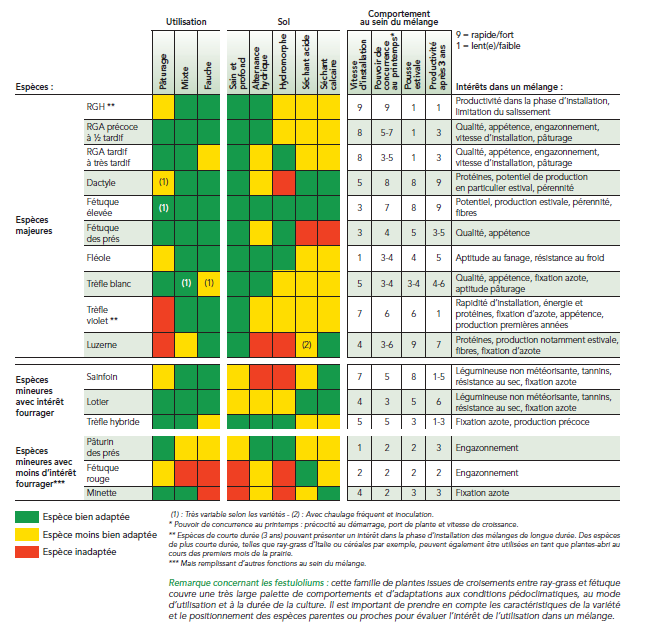 Utilisation
Sol
Comportement
au sein du mélange
9 = rapide/fort
1 = lent(e)/faible
Espèces :
Pâturage
Mixte
Fauche
Sain et
profond
Alternance
hydrique
Hydromorphe
Séchant acide
Séchant
calcaire
Vitesse
d'installation
Pouvoir de
concurrence
au printemps*
Pousse
estivale
Productivité
après 3 ans
Intérêts dans un mélange :
Espèces
majeures
RGH ** 9 9 1 1 Productivité dans la phase d'installation,
limitation du salissement
RGA précoce
à ½ tardif 8 5-7 1 3 Qualité, appétence, engazonnement,
vitesse d'installation, pâturage
RGA tardif
à très tardif 8 3-5 1 3 Qualité, appétence, engazonnement,
vitesse d'installation, pâturage
Dactyle (1) 5 8 8 9 Protéines, potentiel de production
en particulier estival, pérennité
Fétuque
élevée (1) 3 7 8 9 Potentiel, production estivale, pérennité,
fibres
Fétuque
des prés 3 4 5 3-5 Qualité, appétence
Fléole 1 3-4 4 5 Aptitude au fanage, résistance au froid
Trèfle blanc (1) (1) 5 3-4 3-4 4-6 Qualité, appétence, fixation azote,
aptitude pâturage
Trèfle
violet ** 7 6 6 1 Rapidité d'installation, énergie et
protéines, fixation d'azote, appétence,
production premières années
Luzerne (2) 4 3-6 9 7 Protéines, production notamment estivale,
fibres, fixation d'azote
Espèces
mineures
avec intérêt
fourrager
Sainfoin 7 5 8 1-5 Légumineuse non météorisante, tannins,
résistance au sec, fixation azote
Lotier 4 3 5 6 Légumineuse non météorisante, tannins,
résistance au sec, fixation azote
Trèfle hybride 5 5 3 1-3 Fixation azote, production précoce
Espèces
mineures avec
moins d'intérêt
fourrager***
Pâturin
des prés 1 2 2 3 Engazonnement
Fétuque
rouge 2 2 2 2 Engazonnement
Minette 4 2 3 3 Fixation azote
Espèce bien adaptée
Espèce moins bien adaptée
Espèce inadaptée
(1) : Très variable selon les variétés - (2) : Avec chaulage fréquent et inoculation.
* Pouvoir de concurrence au printemps : précocité au démarrage, port de plante et vitesse de croissance.
** Espèces de courte durée (3 ans) pouvant présenter un intérêt dans la phase d'installation des mélanges de longue durée. Des espèces
de plus courte durée, telles que ray-grass d'Italie ou céréales par exemple, peuvent également être utilisées en tant que plantes-abri au
cours des premiers mois de la prairie.
*** Mais remplissant d'autres fonctions au sein du mélange.
Remarque concernant les festuloliums : cette famille de plantes issues de croisements entre ray-grass et fétuque
couvre une très large palette de comportements et d'adaptations aux conditions pédoclimatiques, au mode
d'utilisation et à la durée de la culture. Il est important de prendre en compte les caractéristiques de la variété
et le positionnement des espèces parentes ou proches pour évaluer l'intérêt de l'utilisation dans un mélange.